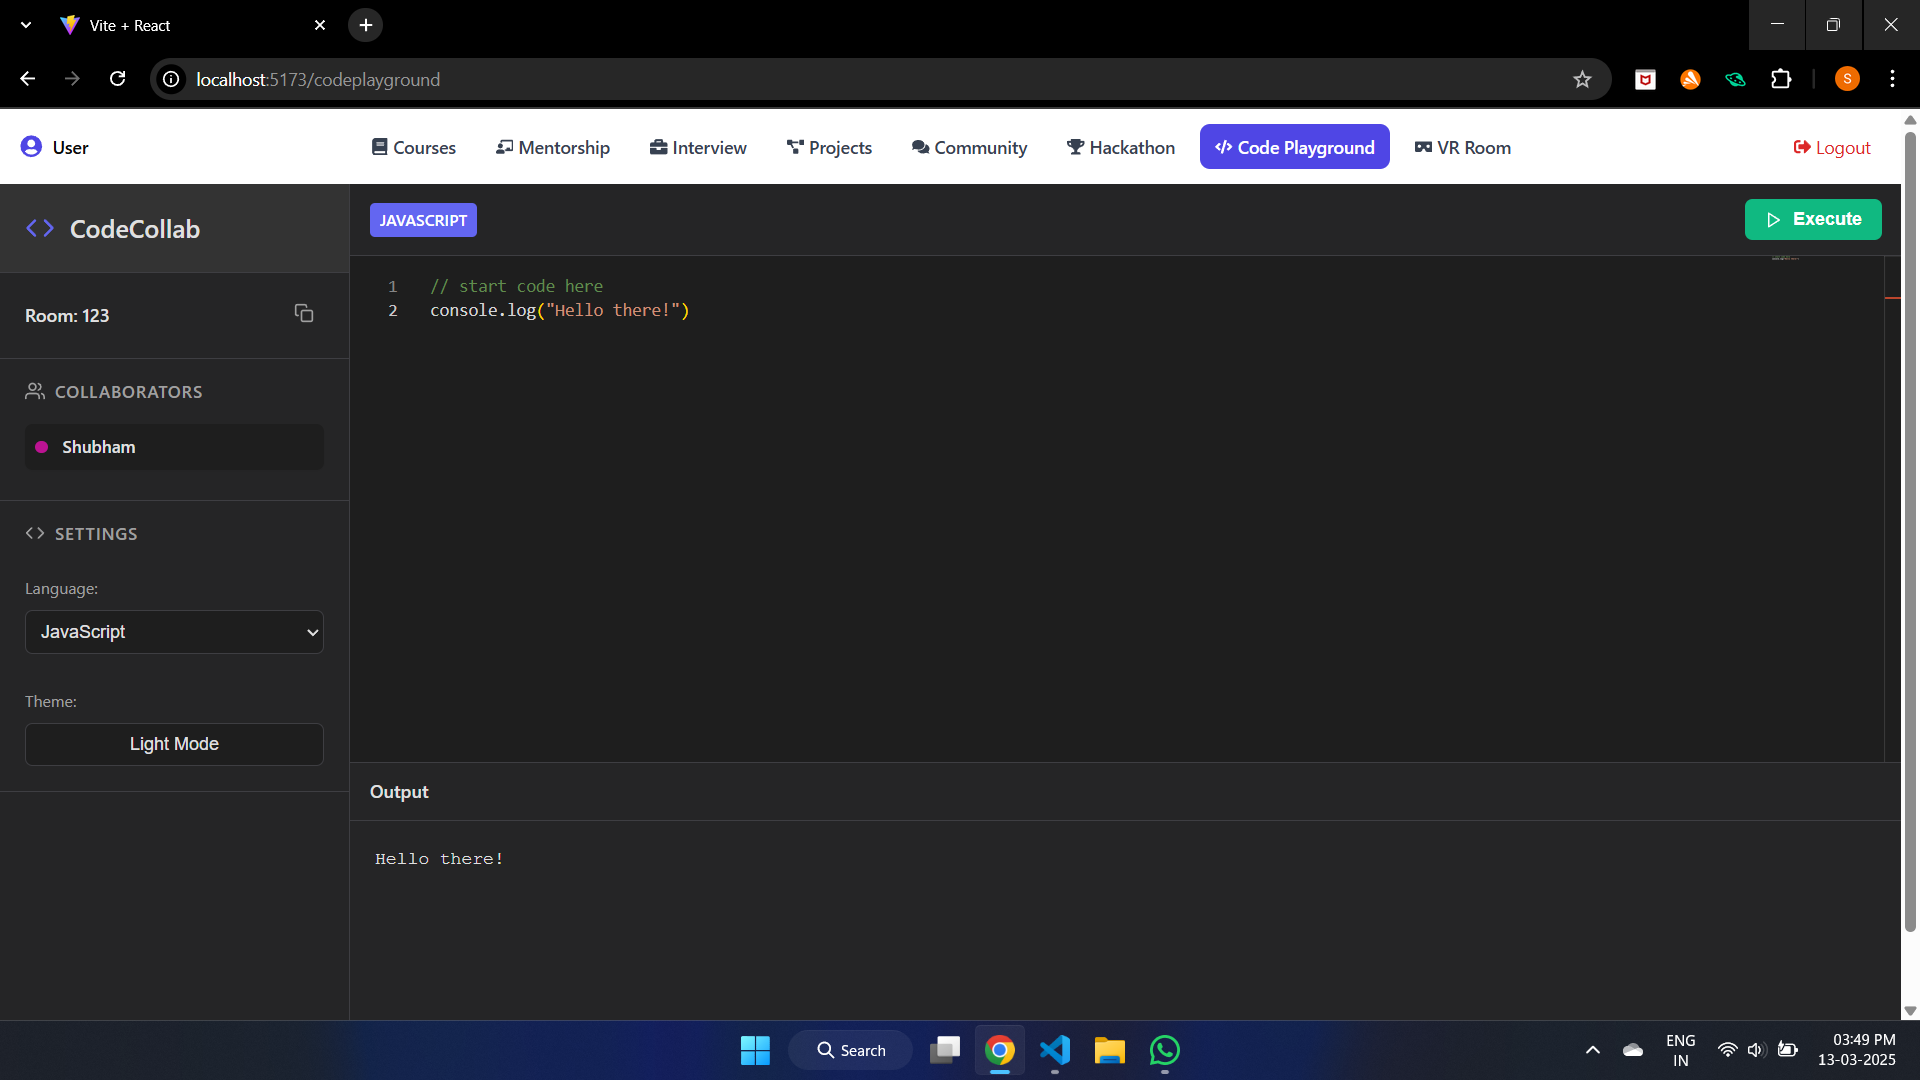 Vite + React
localhost:5173/codeplayground
S
User
Courses
Mentorship
Interview
Projects
Community
Hackathon
Code Playground
VR Room
Logout
CodeCollab
JAVASCRIPT
Execute
Room: 123
COLLABORATORS
Shubham
SETTINGS
Language:
JavaScript
Theme:
Light Mode
1 // start code here
2 console.log("Hello there!")
Output
Hello there!
Search
ENG
IN
03:49 PM
13-03-2025